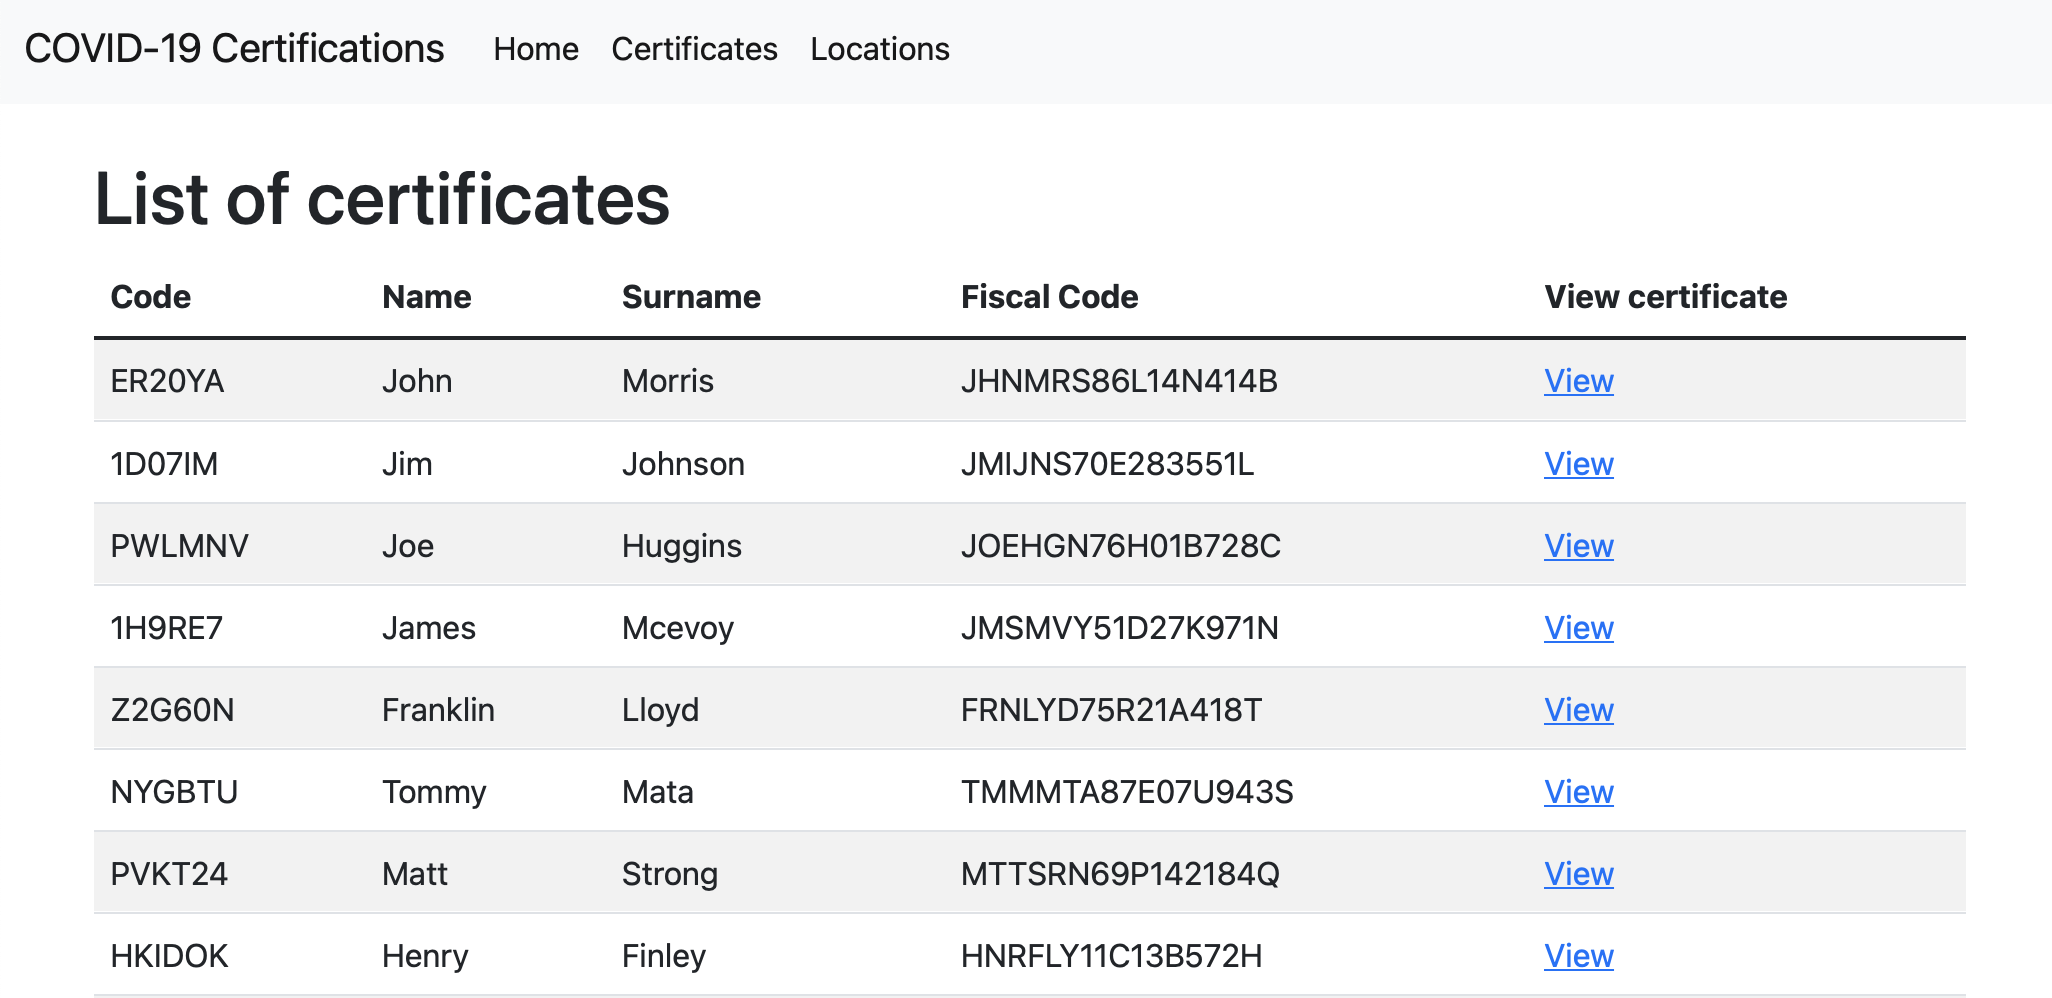 COVID-19 Certifications Home Certificates Locations
List of certificates
Code Name Surname Fiscal Code View certificate
ER20YA John Morris JHNMRS86L14N414B View
1D07IM Jim Johnson JMIJNS70E283551L View
PWLMNV Joe Huggins JOEHGN76H01B728C View
1H9RE7 James Mcevoy JMSMVY51D27K971N View
Z2G60N Franklin Lloyd FRNLYD75R21A418T View
NYGBTU Tommy Mata TMMMTA87E07U943S View
PVKT24 Matt Strong MTTSRN69P142184Q View
HKIDOK Henry Finley HNRFLY11C13B572H View